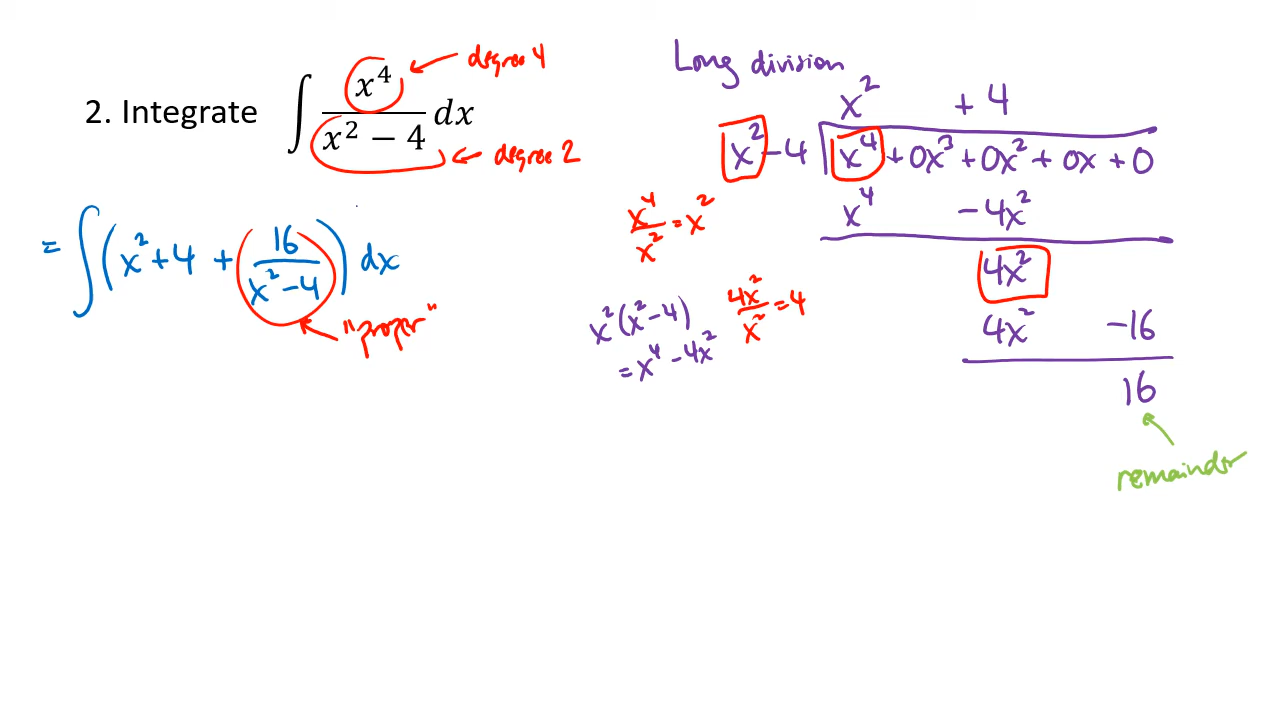 2. Integrate ∫ x⁴/(x² − 4) dx
degree 4
degree 2
= ∫ (x² + 4 + 16/(x² − 4)) dx
"proper"
Long division
x² + 4
x² − 4 | x⁴ + 0x³ + 0x² + 0x + 0
x⁴ − 4x²
4x²
4x² − 16
16
remainder
x⁴/x² = x²
x²(x² − 4)
= x⁴ − 4x²
4x²/x² = 4